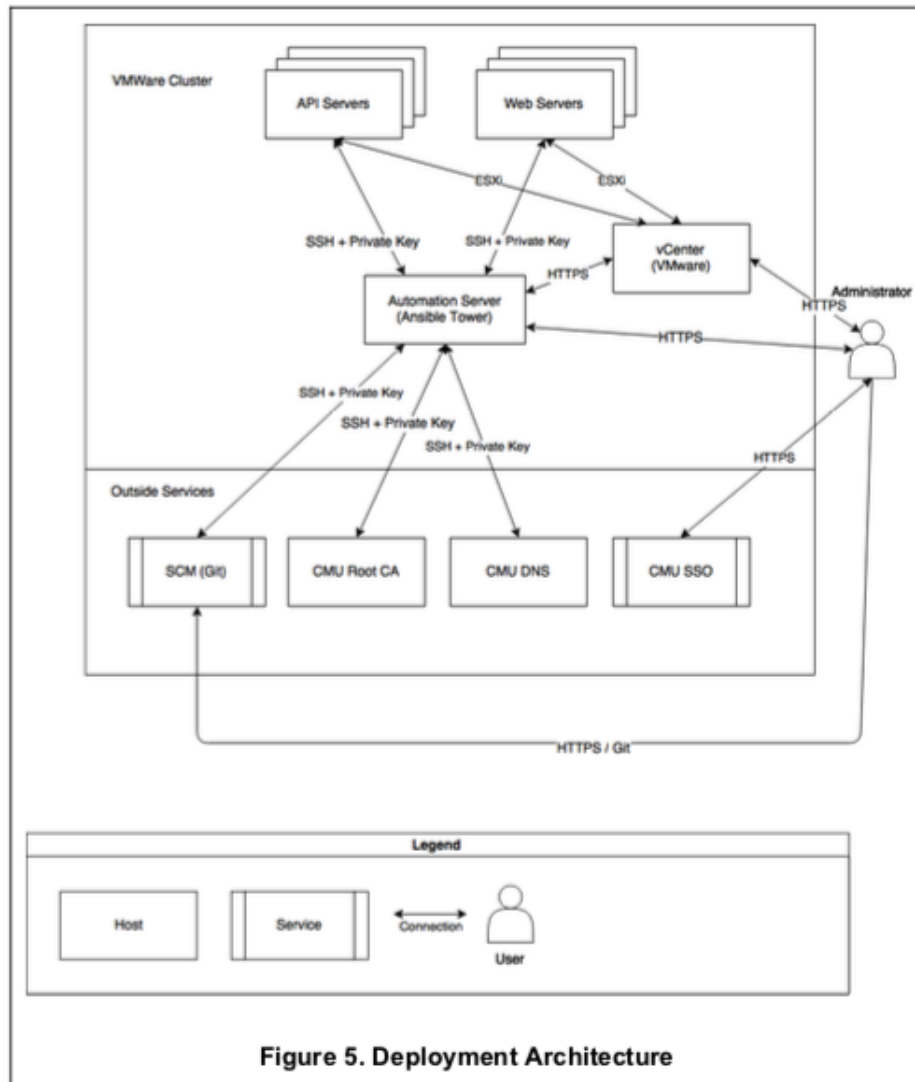 VMWare Cluster
API Servers
Web Servers
ESXi
ESXi
SSH + Private Key
SSH + Private Key
vCenter
(VMware)
HTTPS
Administrator
HTTPS
Automation Server
(Ansible Tower)
HTTPS
SSH + Private Key
SSH + Private Key
SSH + Private Key
HTTPS
Outside Services
SCM (Git)
CMU Root CA
CMU DNS
CMU SSO
HTTPS / Git
Legend
Host
Service
Connection
User
Figure 5. Deployment Architecture